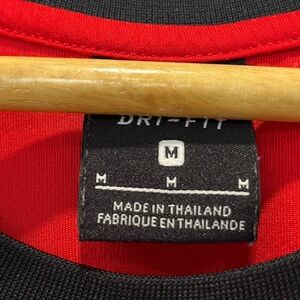 DRI-FIT
M
M M M
MADE IN THAILAND
FABRIQUE EN THAILANDE